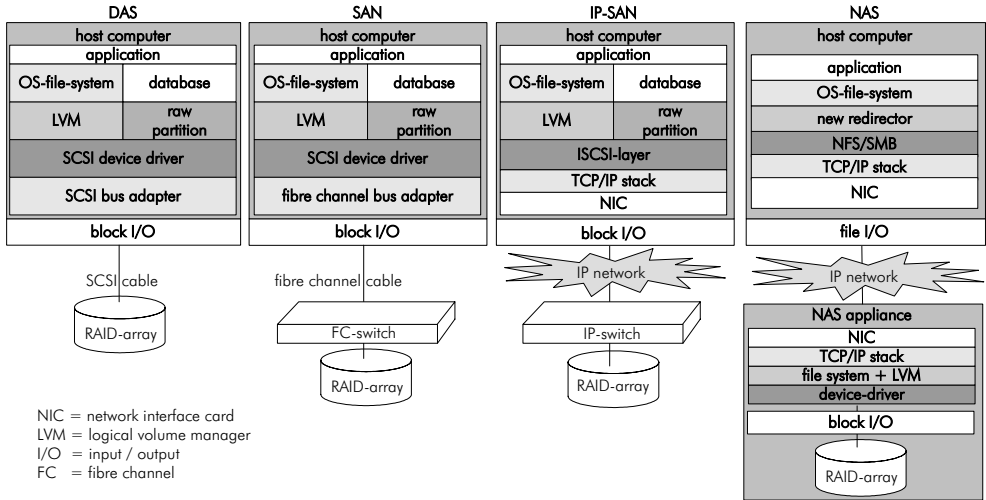 DAS
host computer
application
OS-file-system
database
LVM
raw
partition
SCSI device driver
SCSI bus adapter
block I/O
SCSI cable
RAID-array
SAN
host computer
application
OS-file-system
database
LVM
raw
partition
SCSI device driver
fibre channel bus adapter
block I/O
fibre channel cable
FC-switch
RAID-array
IP-SAN
host computer
application
OS-file-system
database
LVM
raw
partition
ISCSI-layer
TCP/IP stack
NIC
block I/O
IP network
IP-switch
RAID-array
NAS
host computer
application
OS-file-system
new redirector
NFS/SMB
TCP/IP stack
NIC
file I/O
IP network
NAS appliance
NIC
TCP/IP stack
file system + LVM
device-driver
block I/O
RAID-array
NIC = network interface card
LVM = logical volume manager
I/O = input / output
FC = fibre channel